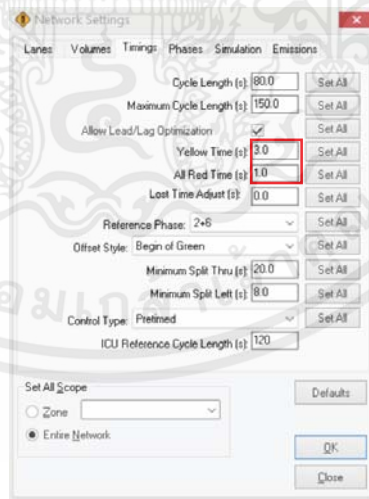 Network Settings
Lanes Volumes Timings Phases Simulation Emissions
Cycle Length (s): 80.0 Set All
Maximum Cycle Length (s): 150.0 Set All
Allow Lead/Lag Optimization Set All
Yellow Time (s): 3.0 Set All
All Red Time (s): 1.0 Set All
Lost Time Adjust (s): 0.0 Set All
Reference Phase: 2+6 Set All
Offset Style: Begin of Green Set All
Minimum Split Thru (s): 20.0 Set All
Minimum Split Left (s): 8.0 Set All
Control Type: Pretimed Set All
ICU Reference Cycle Length (s): 120
Set All Scope
Zone
Entire Network
Defaults
OK
Close